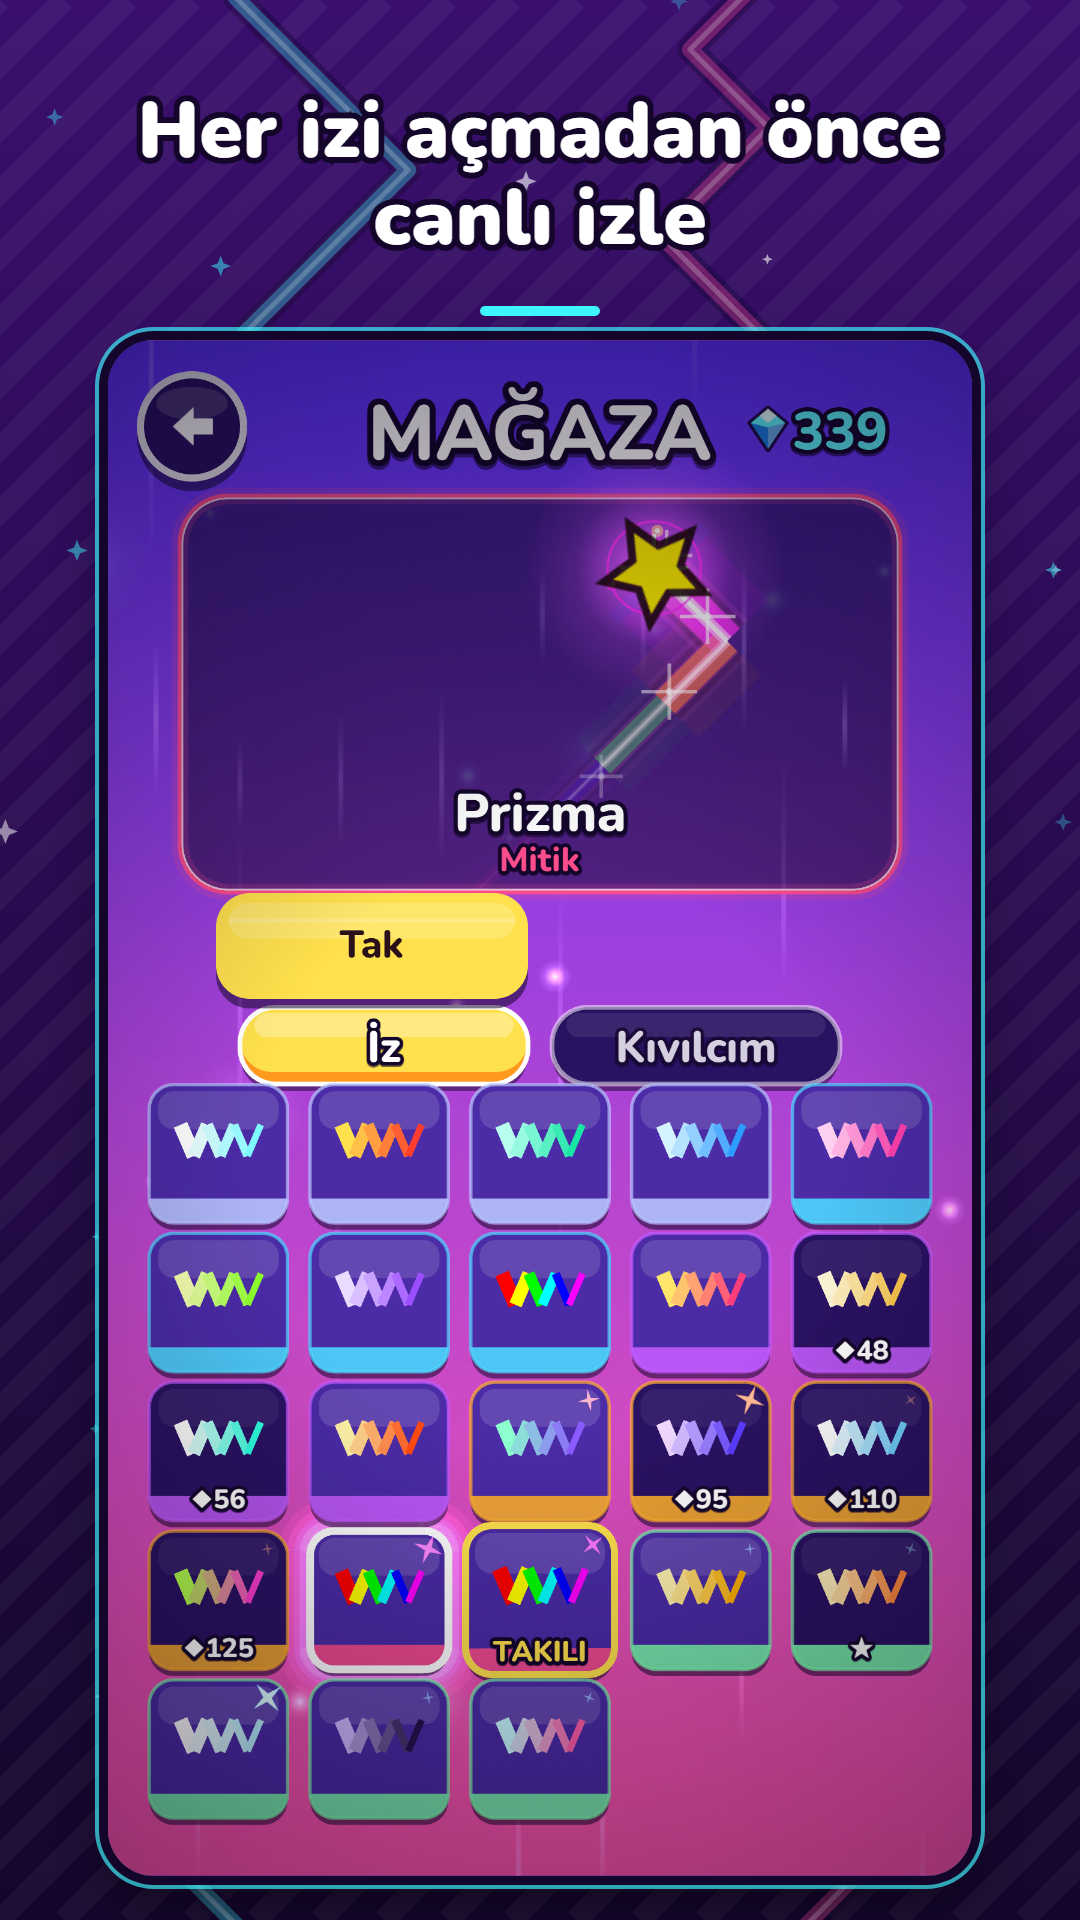 Her izi açmadan önce
canlı izle
MAĞAZA 339
Prizma
Mitik
Tak
İz Kıvılcım
48
56 95 110
125 TAKILI